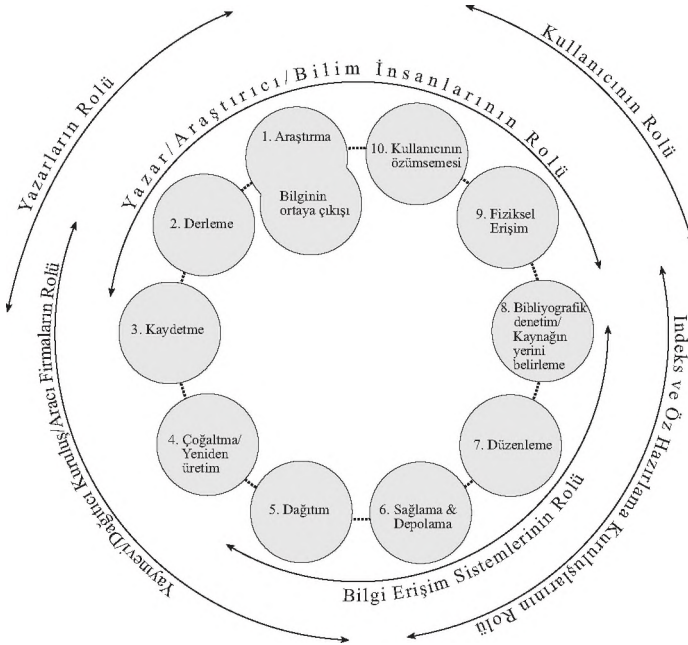 Yazarların Rolü
Kullanıcının Rolü
Yazar/Araştırıcı/Bilim İnsanlarının Rolü
1. Araştırma
Bilginin
ortaya çıkışı
10. Kullanıcının
özümsemesi
2. Derleme
9. Fiziksel
Erişim
3. Kaydetme
8. Bibliyografik
denetim/
Kaynağın
yerini
belirleme
4. Çoğaltma/
Yeniden
üretim
7. Düzenleme
5. Dağıtım
6. Sağlama &
Depolama
Yayınevi/Dağıtıcı Kuruluş/Aracı Firmaların Rolü
Bilgi Erişim Sistemlerinin Rolü
İndeks ve Öz Hazırlama Kuruluşlarının Rolü